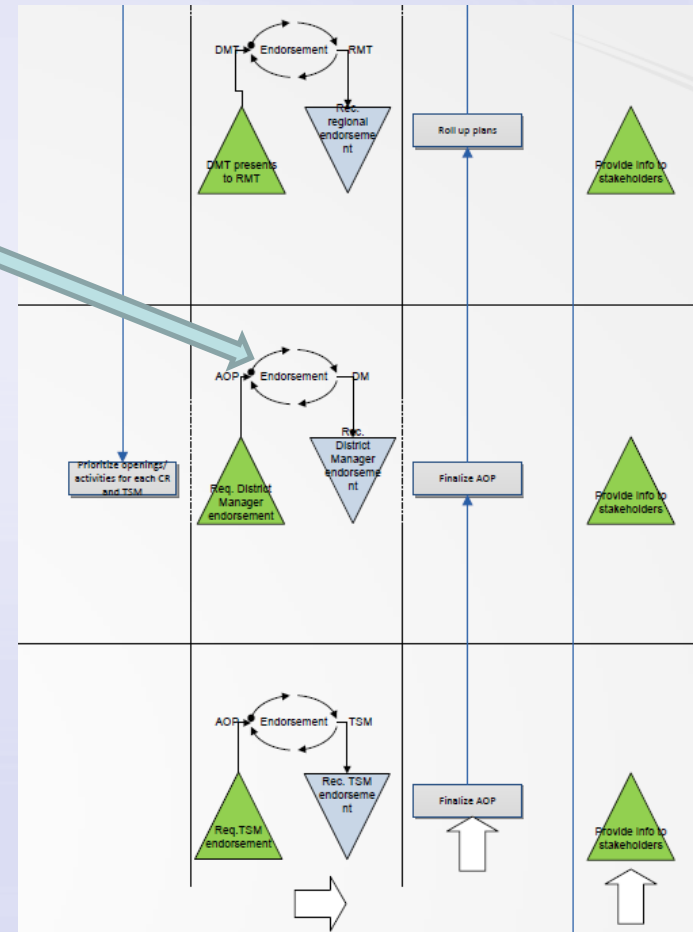 DMT
Endorsement
RMT
Rec.
regional
endorseme
nt
DMT presents
to RMT
Roll up plans
Provide info to
stakeholders
AOP
Endorsement
DM
Rec.
District
Manager
endorseme
nt
Prioritize openings/
activities for each CR
and TSM
Req. District
Manager
endorsement
Finalize AOP
Provide info to
stakeholders
AOP
Endorsement
TSM
Rec. TSM
endorseme
nt
Req.TSM
endorsement
Finalize AOP
Provide info to
stakeholders